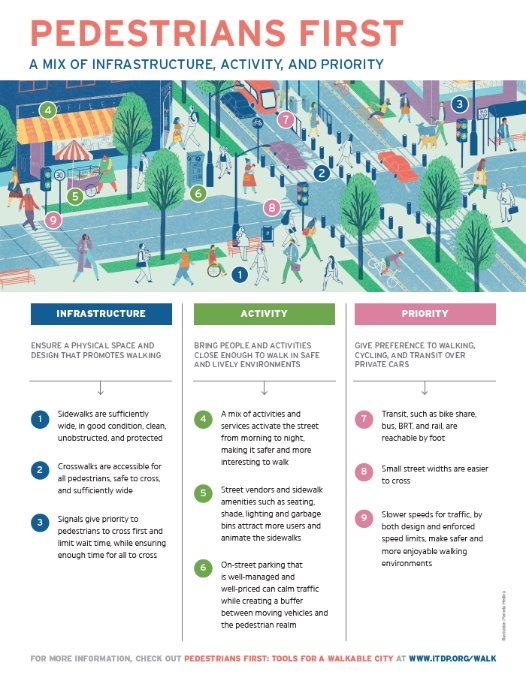 PEDESTRIANS FIRST
A MIX OF INFRASTRUCTURE, ACTIVITY, AND PRIORITY
4
3
7
30
2
5
6
8
9
1
INFRASTRUCTURE
ENSURE A PHYSICAL SPACE AND
DESIGN THAT PROMOTES WALKING
1
Sidewalks are sufficiently
wide, in good condition, clean,
unobstructed, and protected
2
Crosswalks are accessible for
all pedestrians, safe to cross,
and sufficiently wide
3
Signals give priority to
pedestrians to cross first and
limit wait time, while ensuring
enough time for all to cross
ACTIVITY
BRING PEOPLE AND ACTIVITIES
CLOSE ENOUGH TO WALK IN SAFE
AND LIVELY ENVIRONMENTS
4
A mix of activities and
services activate the street
from morning to night,
making it safer and more
interesting to walk
5
Street vendors and sidewalk
amenities such as seating,
shade, lighting and garbage
bins attract more users and
animate the sidewalks
6
On-street parking that
is well-managed and
well-priced can calm traffic
while creating a buffer
between moving vehicles and
the pedestrian realm
PRIORITY
GIVE PREFERENCE TO WALKING,
CYCLING, AND TRANSIT OVER
PRIVATE CARS
7
Transit, such as bike share,
bus, BRT, and rail, are
reachable by foot
8
Small street widths are easier
to cross
9
Slower speeds for traffic, by
both design and enforced
speed limits, make safer and
more enjoyable walking
environments
FOR MORE INFORMATION, CHECK OUT PEDESTRIANS FIRST: TOOLS FOR A WALKABLE CITY AT WWW.ITDP.ORG/WALK